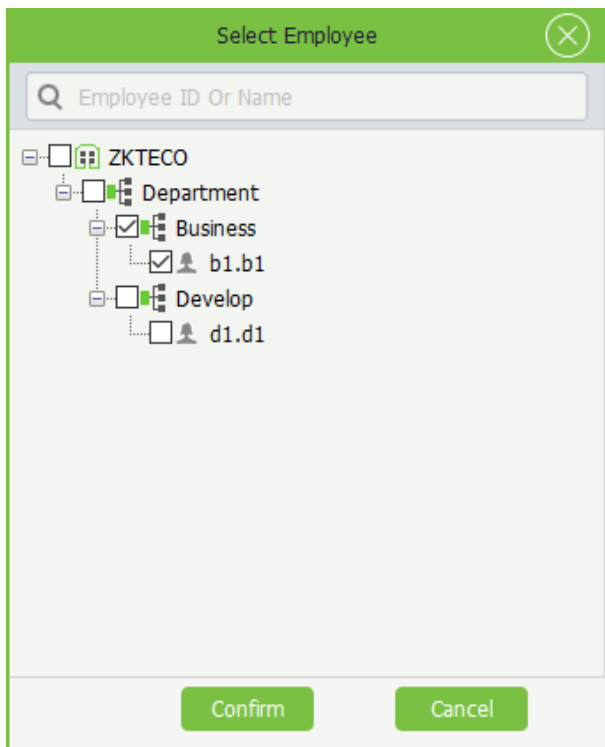 Select Employee
Employee ID Or Name
ZKTECO
Department
Business
b1.b1
Develop
d1.d1
Confirm Cancel